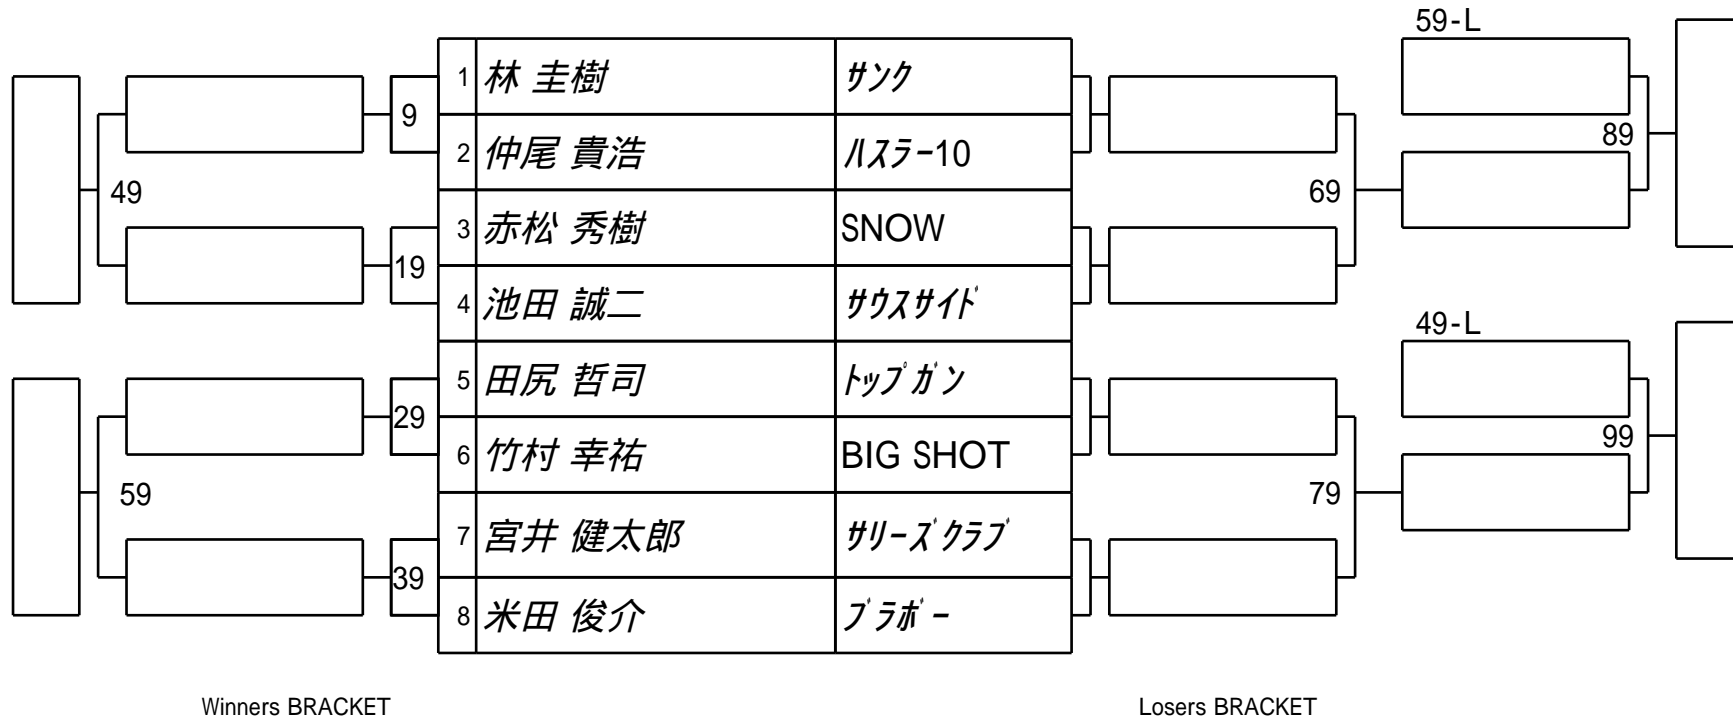 59-L
1 林 圭樹 ｻﾝｸ
9
89
2 仲尾 貴浩 ﾊｽﾗｰ10
49
69
3 赤松 秀樹 SNOW
19
4 池田 誠二 ｻｳｽｻｲﾄﾞ
49-L
5 田尻 哲司 ﾄｯﾌﾟｶﾞﾝ
29
99
6 竹村 幸祐 BIG SHOT
59
79
7 宮井 健太郎 ｻﾘｰｽﾞｸﾗﾌﾞ
39
8 米田 俊介 ﾌﾞﾗﾎﾞｰ
Winners BRACKET
Losers BRACKET